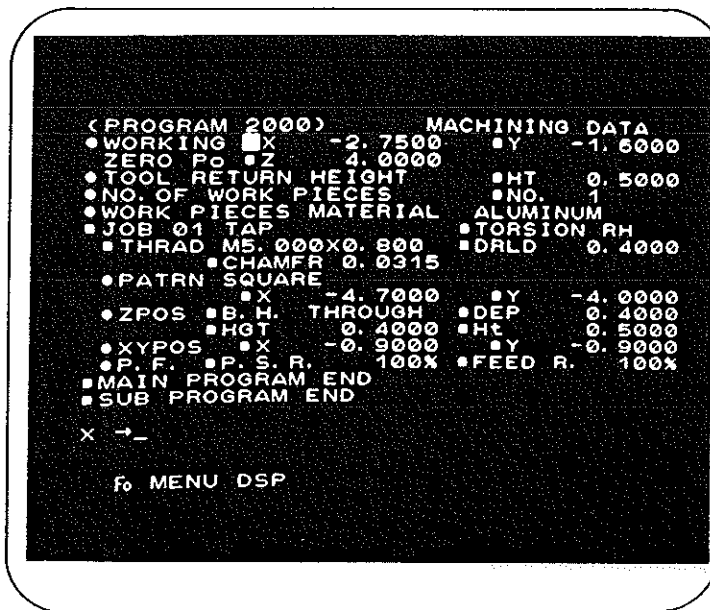 (PROGRAM 2000) MACHINING DATA
●WORKING ■X -2.7500 ■Y -1.6000
ZERO Po ■Z 4.0000
●TOOL RETURN HEIGHT ■HT 0.5000
●NO. OF WORK PIECES ■NO. 1
●WORK PIECES MATERIAL ALUMINUM
■JOB 01 TAP ■TORSION RH
■THRAD M5.000X0.800 ■DRLD 0.4000
■CHAMFR 0.0315
●PATRN SQUARE
■X -4.7000 ■Y -4.0000
●ZPOS ■B.H. THROUGH ■DEP 0.4000
■HGT 0.4000 ■Ht 0.5000
●XYPOS ■X -0.9000 ■Y -0.9000
●P.F. ■P.S.R. 100% ●FEED R. 100%
■MAIN PROGRAM END
■SUB PROGRAM END
X →_
Fo MENU DSP